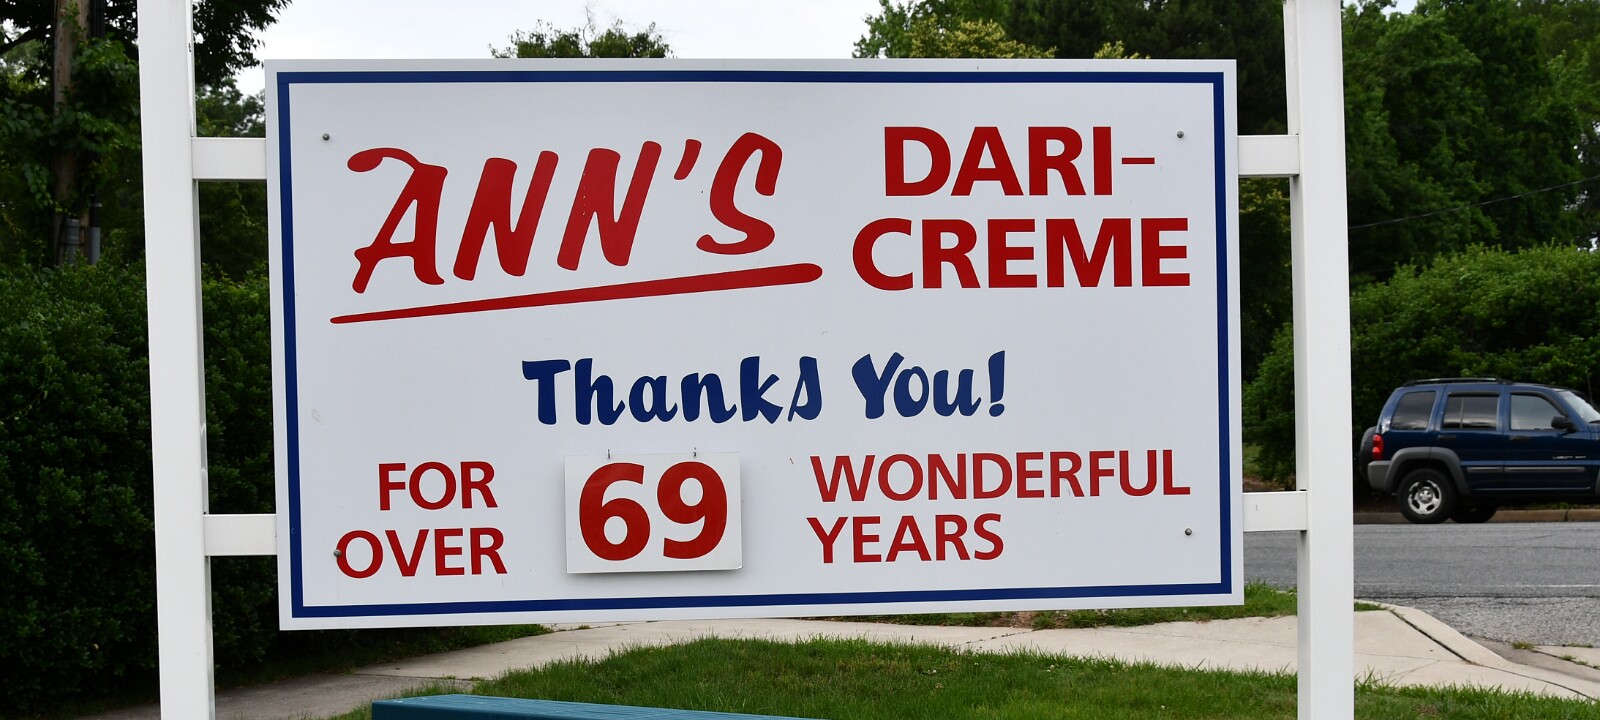 ANN'S DARI-
CREME
Thanks You!
FOR OVER 69 WONDERFUL YEARS